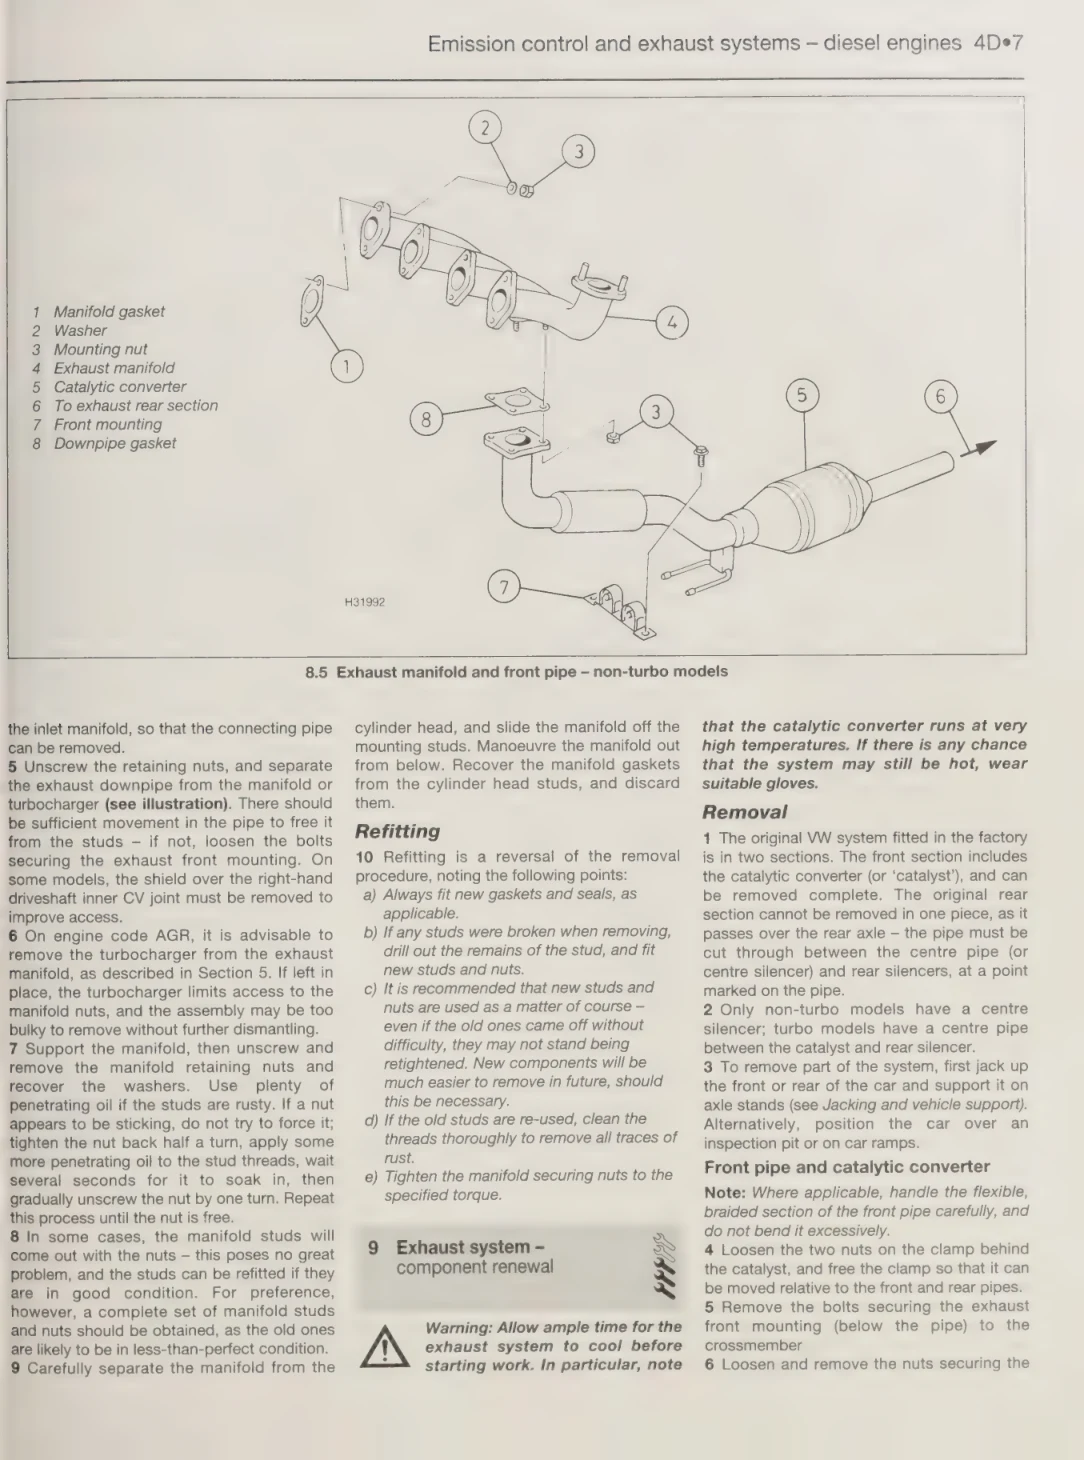 Emission control and exhaust systems – diesel engines 4D•7
2
3
1 Manifold gasket
2 Washer
3 Mounting nut
4 Exhaust manifold
5 Catalytic converter
6 To exhaust rear section
7 Front mounting
8 Downpipe gasket
4
1
8
3
5
6
7
H31992
8.5 Exhaust manifold and front pipe – non-turbo models
the inlet manifold, so that the connecting pipe
can be removed.
5 Unscrew the retaining nuts, and separate
the exhaust downpipe from the manifold or
turbocharger (see illustration). There should
be sufficient movement in the pipe to free it
from the studs – if not, loosen the bolts
securing the exhaust front mounting. On
some models, the shield over the right-hand
driveshaft inner CV joint must be removed to
improve access.
6 On engine code AGR, it is advisable to
remove the turbocharger from the exhaust
manifold, as described in Section 5. If left in
place, the turbocharger limits access to the
manifold nuts, and the assembly may be too
bulky to remove without further dismantling.
7 Support the manifold, then unscrew and
remove the manifold retaining nuts and
recover the washers. Use plenty of
penetrating oil if the studs are rusty. If a nut
appears to be sticking, do not try to force it;
tighten the nut back half a turn, apply some
more penetrating oil to the stud threads, wait
several seconds for it to soak in, then
gradually unscrew the nut by one turn. Repeat
this process until the nut is free.
8 In some cases, the manifold studs will
come out with the nuts – this poses no great
problem, and the studs can be refitted if they
are in good condition. For preference,
however, a complete set of manifold studs
and nuts should be obtained, as the old ones
are likely to be in less-than-perfect condition.
9 Carefully separate the manifold from the
cylinder head, and slide the manifold off the
mounting studs. Manoeuvre the manifold out
from below. Recover the manifold gaskets
from the cylinder head studs, and discard
them.
Refitting
10 Refitting is a reversal of the removal
procedure, noting the following points:
a) Always fit new gaskets and seals, as
applicable.
b) If any studs were broken when removing,
drill out the remains of the stud, and fit
new studs and nuts.
c) It is recommended that new studs and
nuts are used as a matter of course –
even if the old ones came off without
difficulty, they may not stand being
retightened. New components will be
much easier to remove in future, should
this be necessary.
d) If the old studs are re-used, clean the
threads thoroughly to remove all traces of
rust.
e) Tighten the manifold securing nuts to the
specified torque.
9 Exhaust system –
component renewal
Warning: Allow ample time for the
exhaust system to cool before
starting work. In particular, note
that the catalytic converter runs at very
high temperatures. If there is any chance
that the system may still be hot, wear
suitable gloves.
Removal
1 The original VW system fitted in the factory
is in two sections. The front section includes
the catalytic converter (or ‘catalyst’), and can
be removed complete. The original rear
section cannot be removed in one piece, as it
passes over the rear axle – the pipe must be
cut through between the centre pipe (or
centre silencer) and rear silencers, at a point
marked on the pipe.
2 Only non-turbo models have a centre
silencer; turbo models have a centre pipe
between the catalyst and rear silencer.
3 To remove part of the system, first jack up
the front or rear of the car and support it on
axle stands (see Jacking and vehicle support).
Alternatively, position the car over an
inspection pit or on car ramps.
Front pipe and catalytic converter
Note: Where applicable, handle the flexible,
braided section of the front pipe carefully, and
do not bend it excessively.
4 Loosen the two nuts on the clamp behind
the catalyst, and free the clamp so that it can
be moved relative to the front and rear pipes.
5 Remove the bolts securing the exhaust
front mounting (below the pipe) to the
crossmember
6 Loosen and remove the nuts securing the